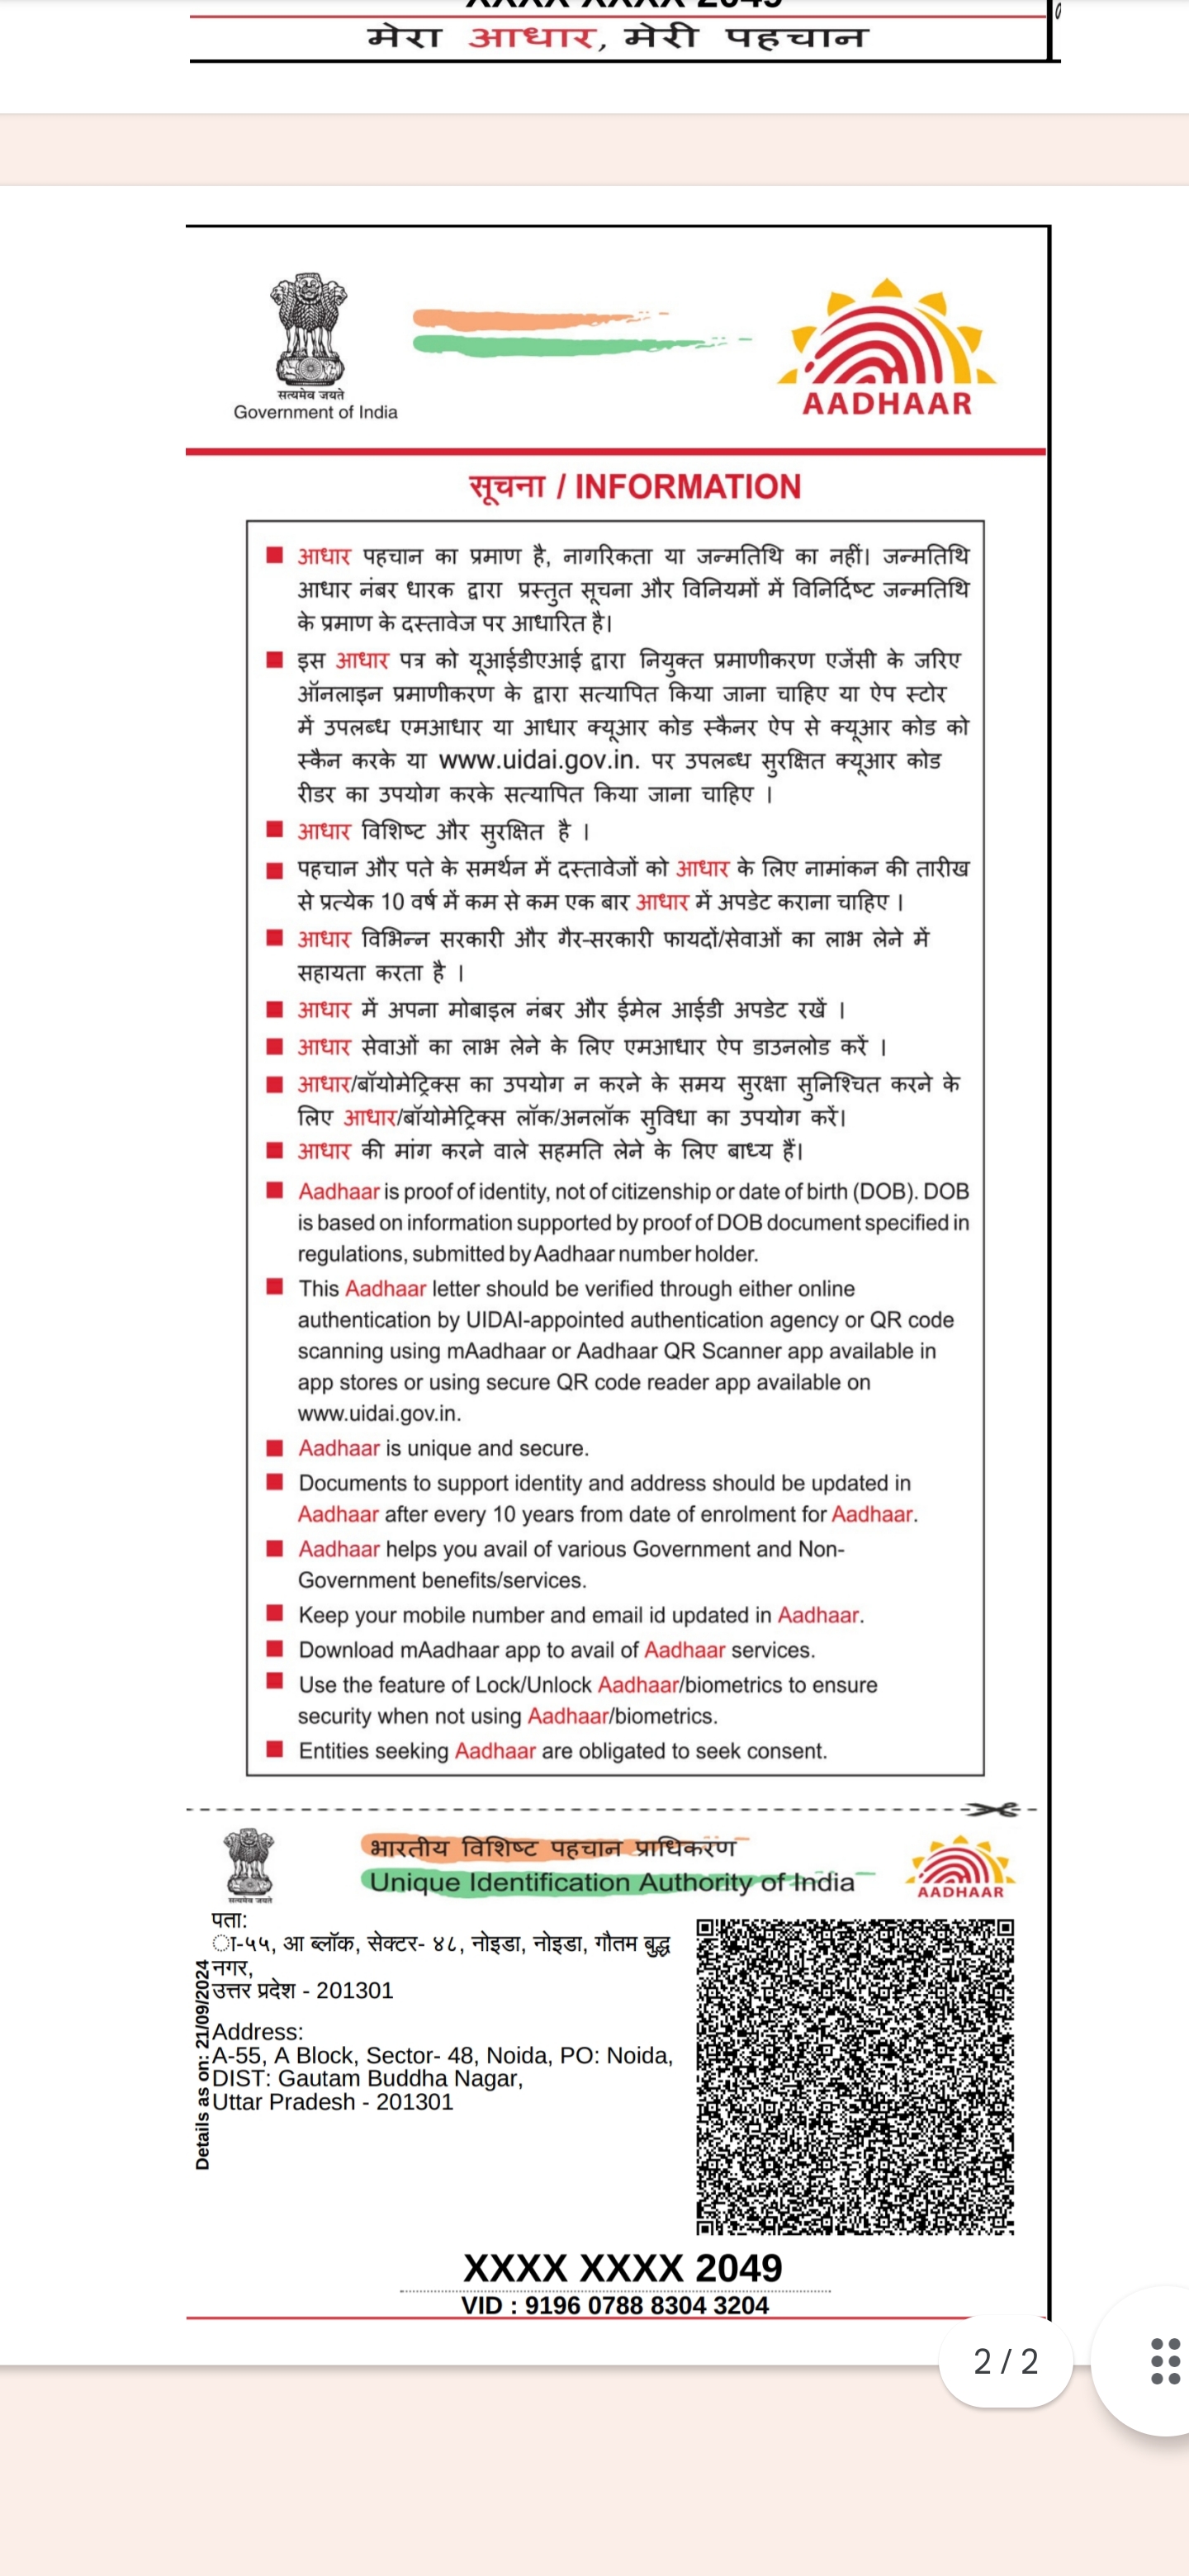 XXXX XXXX 2049
मेरा आधार, मेरी पहचान
सत्यमेव जयते
Government of India
AADHAAR
सूचना / INFORMATION
■ आधार पहचान का प्रमाण है, नागरिकता या जन्मतिथि का नहीं। जन्मतिथि
आधार नंबर धारक द्वारा प्रस्तुत सूचना और विनियमों में विनिर्दिष्ट जन्मतिथि
के प्रमाण के दस्तावेज पर आधारित है।
■ इस आधार पत्र को यूआईडीएआई द्वारा नियुक्त प्रमाणीकरण एजेंसी के जरिए
ऑनलाइन प्रमाणीकरण के द्वारा सत्यापित किया जाना चाहिए या ऐप स्टोर
में उपलब्ध एमआधार या आधार क्यूआर कोड स्कैनर ऐप से क्यूआर कोड को
स्कैन करके या www.uidai.gov.in. पर उपलब्ध सुरक्षित क्यूआर कोड
रीडर का उपयोग करके सत्यापित किया जाना चाहिए ।
■ आधार विशिष्ट और सुरक्षित है ।
■ पहचान और पते के समर्थन में दस्तावेजों को आधार के लिए नामांकन की तारीख
से प्रत्येक 10 वर्ष में कम से कम एक बार आधार में अपडेट कराना चाहिए ।
■ आधार विभिन्न सरकारी और गैर-सरकारी फायदों/सेवाओं का लाभ लेने में
सहायता करता है ।
■ आधार में अपना मोबाइल नंबर और ईमेल आईडी अपडेट रखें ।
■ आधार सेवाओं का लाभ लेने के लिए एमआधार ऐप डाउनलोड करें ।
■ आधार/बॉयोमेट्रिक्स का उपयोग न करने के समय सुरक्षा सुनिश्चित करने के
लिए आधार/बॉयोमेट्रिक्स लॉक/अनलॉक सुविधा का उपयोग करें।
■ आधार की मांग करने वाले सहमति लेने के लिए बाध्य हैं।
■ Aadhaar is proof of identity, not of citizenship or date of birth (DOB). DOB
is based on information supported by proof of DOB document specified in
regulations, submitted by Aadhaar number holder.
■ This Aadhaar letter should be verified through either online
authentication by UIDAI-appointed authentication agency or QR code
scanning using mAadhaar or Aadhaar QR Scanner app available in
app stores or using secure QR code reader app available on
www.uidai.gov.in.
■ Aadhaar is unique and secure.
■ Documents to support identity and address should be updated in
Aadhaar after every 10 years from date of enrolment for Aadhaar.
■ Aadhaar helps you avail of various Government and Non-
Government benefits/services.
■ Keep your mobile number and email id updated in Aadhaar.
■ Download mAadhaar app to avail of Aadhaar services.
■ Use the feature of Lock/Unlock Aadhaar/biometrics to ensure
security when not using Aadhaar/biometrics.
■ Entities seeking Aadhaar are obligated to seek consent.
सत्यमेव जयते
भारतीय विशिष्ट पहचान प्राधिकरण
Unique Identification Authority of India
AADHAAR
Details as on: 21/09/2024
पता:
ा-५५, आ ब्लॉक, सेक्टर- ४८, नोइडा, नोइडा, गौतम बुद्ध
नगर,
उत्तर प्रदेश - 201301
Address:
A-55, A Block, Sector- 48, Noida, PO: Noida,
DIST: Gautam Buddha Nagar,
Uttar Pradesh - 201301
XXXX XXXX 2049
VID : 9196 0788 8304 3204
2 / 2